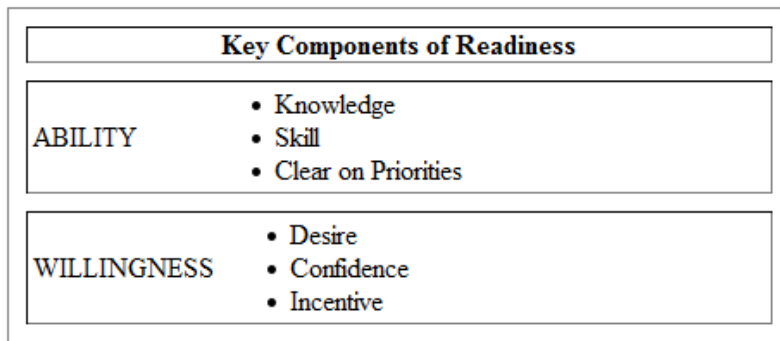 Key Components of Readiness
ABILITY
• Knowledge
• Skill
• Clear on Priorities
WILLINGNESS
• Desire
• Confidence
• Incentive